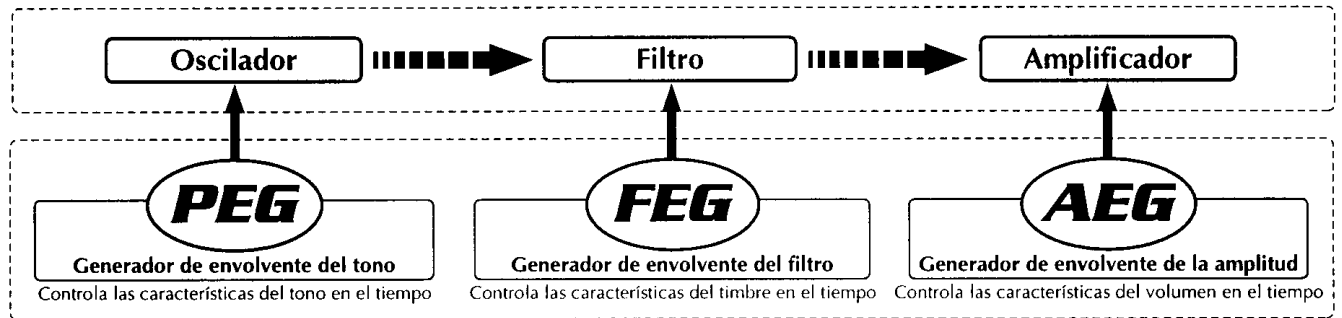 Oscilador
Filtro
Amplificador
PEG
FEG
AEG
Generador de envolvente del tono
Generador de envolvente del filtro
Generador de envolvente de la amplitud
Controla las características del tono en el tiempo
Controla las características del timbre en el tiempo
Controla las características del volumen en el tiempo